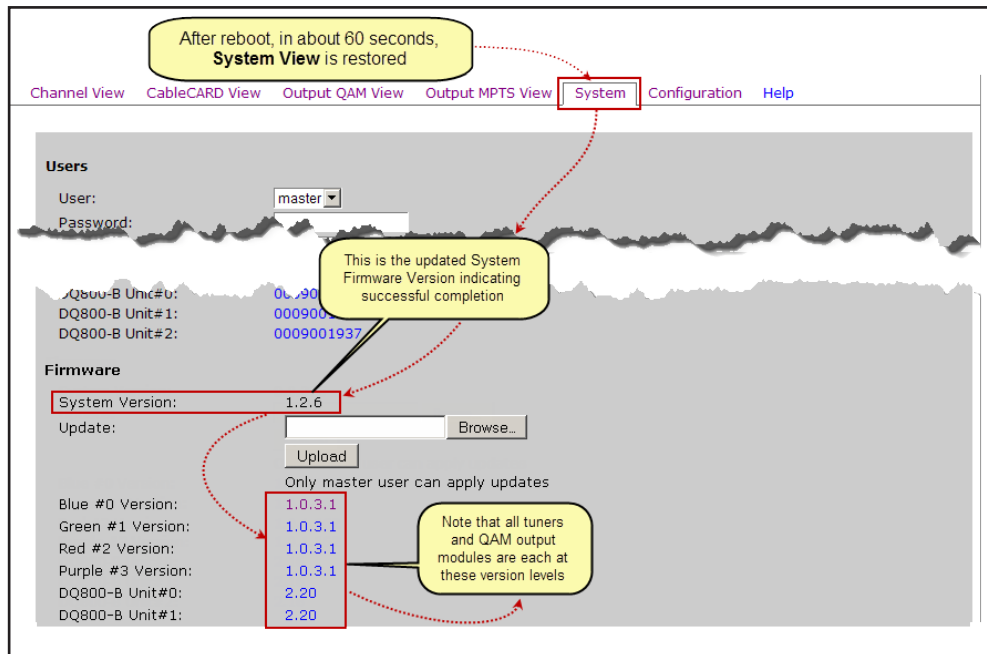 After reboot, in about 60 seconds,
System View is restored
Channel View CableCARD View Output QAM View Output MPTS View System Configuration Help
Users
User: master
Password:
This is the updated System
Firmware Version indicating
successful completion
DQ800-B Unit#0:
DQ800-B Unit#1:
DQ800-B Unit#2: 0009001937
Firmware
System Version: 1.2.6
Update: Browse...
Upload
Only master user can apply updates
Blue #0 Version: 1.0.3.1
Green #1 Version: 1.0.3.1
Red #2 Version: 1.0.3.1
Purple #3 Version: 1.0.3.1
DQ800-B Unit#0: 2.20
DQ800-B Unit#1: 2.20
Note that all tuners
and QAM output
modules are each at
these version levels